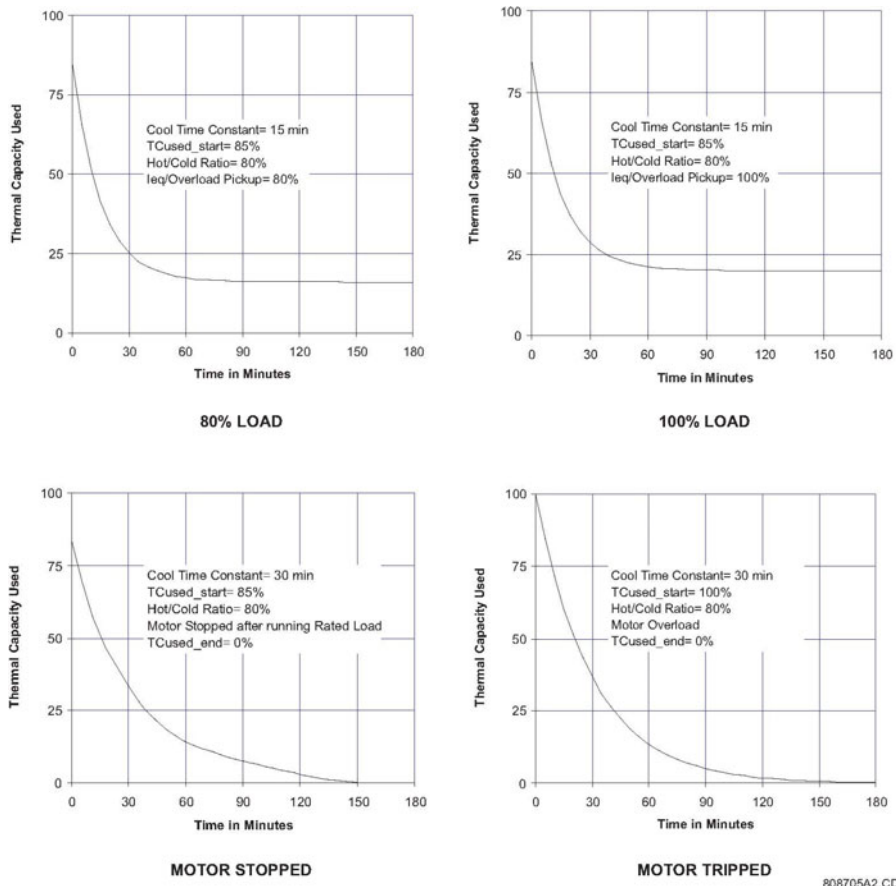 100
75
50
25
0
Thermal Capacity Used
Cool Time Constant= 15 min
TCused_start= 85%
Hot/Cold Ratio= 80%
Ieq/Overload Pickup= 80%
0 30 60 90 120 150 180
Time in Minutes
80% LOAD
100
75
50
25
0
Thermal Capacity Used
Cool Time Constant= 15 min
TCused_start= 85%
Hot/Cold Ratio= 80%
Ieq/Overload Pickup= 100%
0 30 60 90 120 150 180
Time in Minutes
100% LOAD
100
75
50
25
0
Thermal Capacity Used
Cool Time Constant= 30 min
TCused_start= 85%
Hot/Cold Ratio= 80%
Motor Stopped after running Rated Load
TCused_end= 0%
0 30 60 90 120 150 180
Time in Minutes
MOTOR STOPPED
100
75
50
25
0
Thermal Capacity Used
Cool Time Constant= 30 min
TCused_start= 100%
Hot/Cold Ratio= 80%
Motor Overload
TCused_end= 0%
0 30 60 90 120 150 180
Time in Minutes
MOTOR TRIPPED